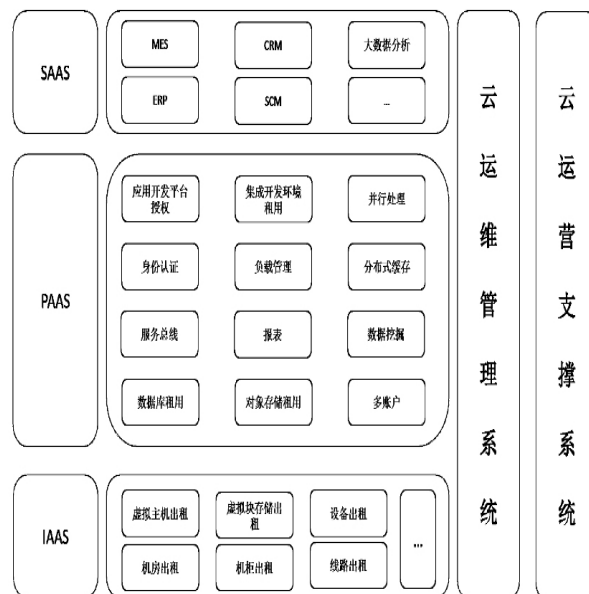 SAAS
MES
CRM
大数据分析
ERP
SCM
...
PAAS
应用开发平台
授权
集成开发环境
租用
并行处理
身份认证
负载管理
分布式缓存
服务总线
报表
数据挖掘
数据库租用
对象存储租用
多账户
IAAS
虚拟主机出租
虚拟块存储出
租
设备出租
...
机房出租
机柜出租
线路出租
云运维管理系统
云运营支撑系统